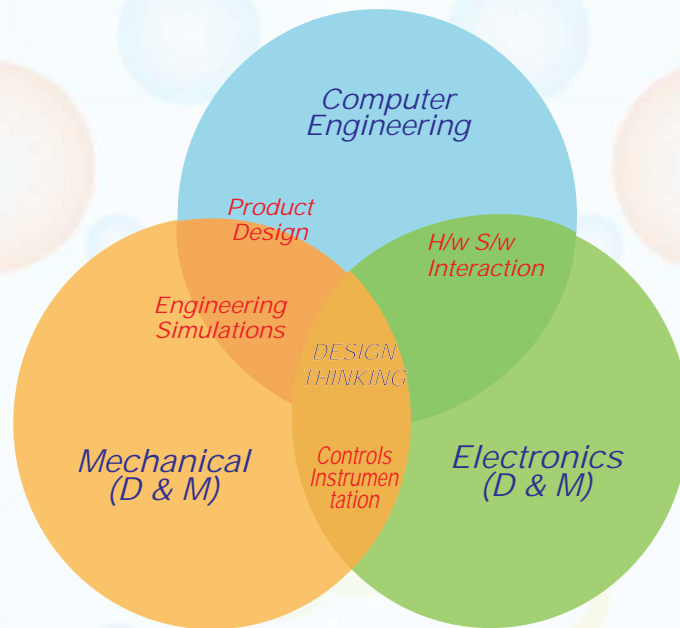 Computer
Engineering
Product
Design
H/w S/w
Interaction
Engineering
Simulations
DESIGN
THINKING
Mechanical
(D & M)
Controls
Instrumen
tation
Electronics
(D & M)